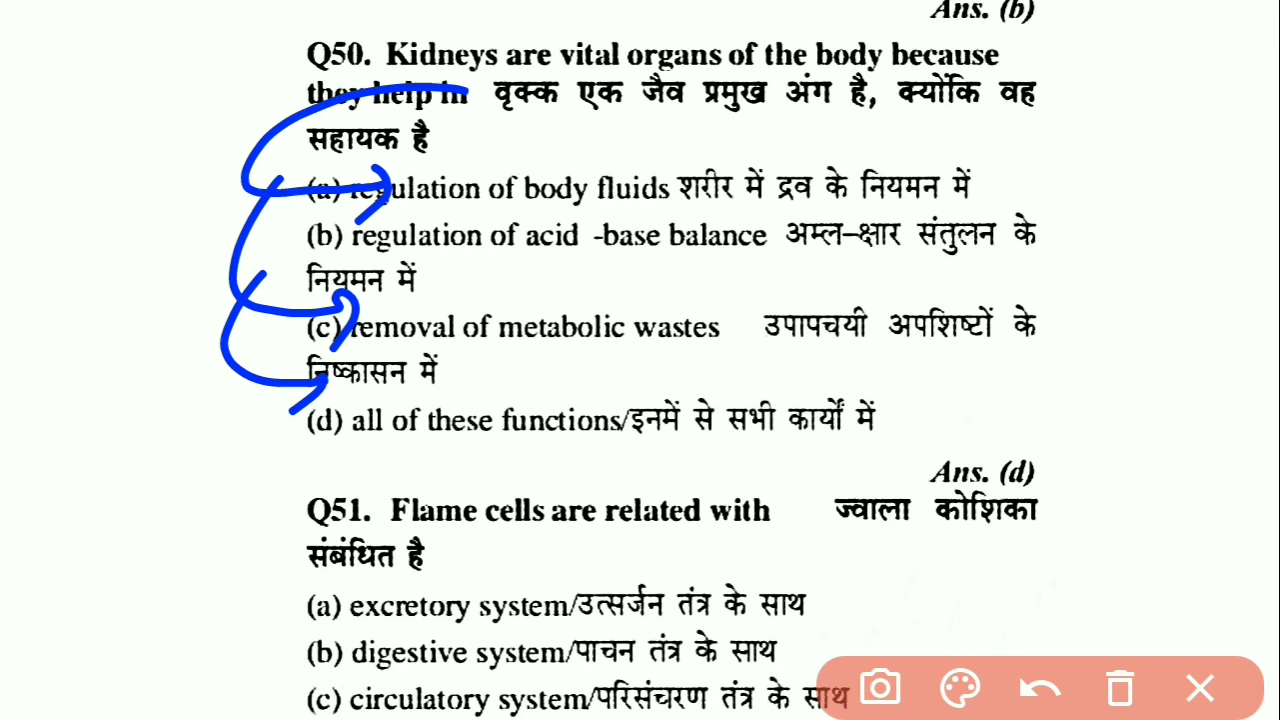 Ans. (b)
Q50. Kidneys are vital organs of the body because
they help in वृक्क एक जैव प्रमुख अंग है, क्योंकि वह
सहायक है
(a) regulation of body fluids शरीर में द्रव के नियमन में
(b) regulation of acid -base balance अम्ल–क्षार संतुलन के
नियमन में
(c) removal of metabolic wastes उपापचयी अपशिष्टों के
निष्कासन में
(d) all of these functions/इनमें से सभी कार्यों में
Ans. (d)
Q51. Flame cells are related with ज्वाला कोशिका
संबंधित है
(a) excretory system/उत्सर्जन तंत्र के साथ
(b) digestive system/पाचन तंत्र के साथ
(c) circulatory system/परिसंचरण तंत्र के साथ